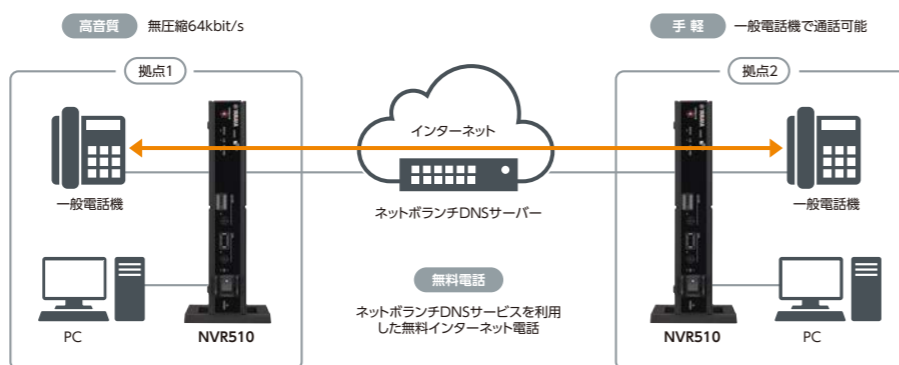 高音質 無圧縮64kbit/s
手軽 一般電話機で通話可能
拠点1
拠点2
インターネット
ネットボランチDNSサーバー
一般電話機
一般電話機
無料電話
ネットボランチDNSサービスを利用
した無料インターネット電話
PC
NVR510
NVR510
PC